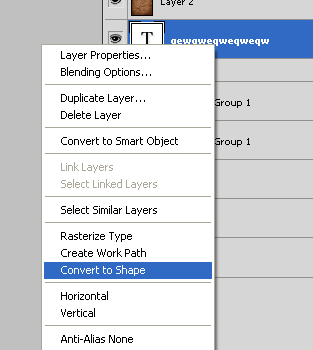 Layer 2
T qewqweqweqweqw
Layer Properties...
Blending Options...
Duplicate Layer...
Group 1
Delete Layer
Convert to Smart Object
Group 1
Link Layers
Select Linked Layers
Select Similar Layers
Rasterize Type
Create Work Path
Convert to Shape
Horizontal
Vertical
Anti-Alias None